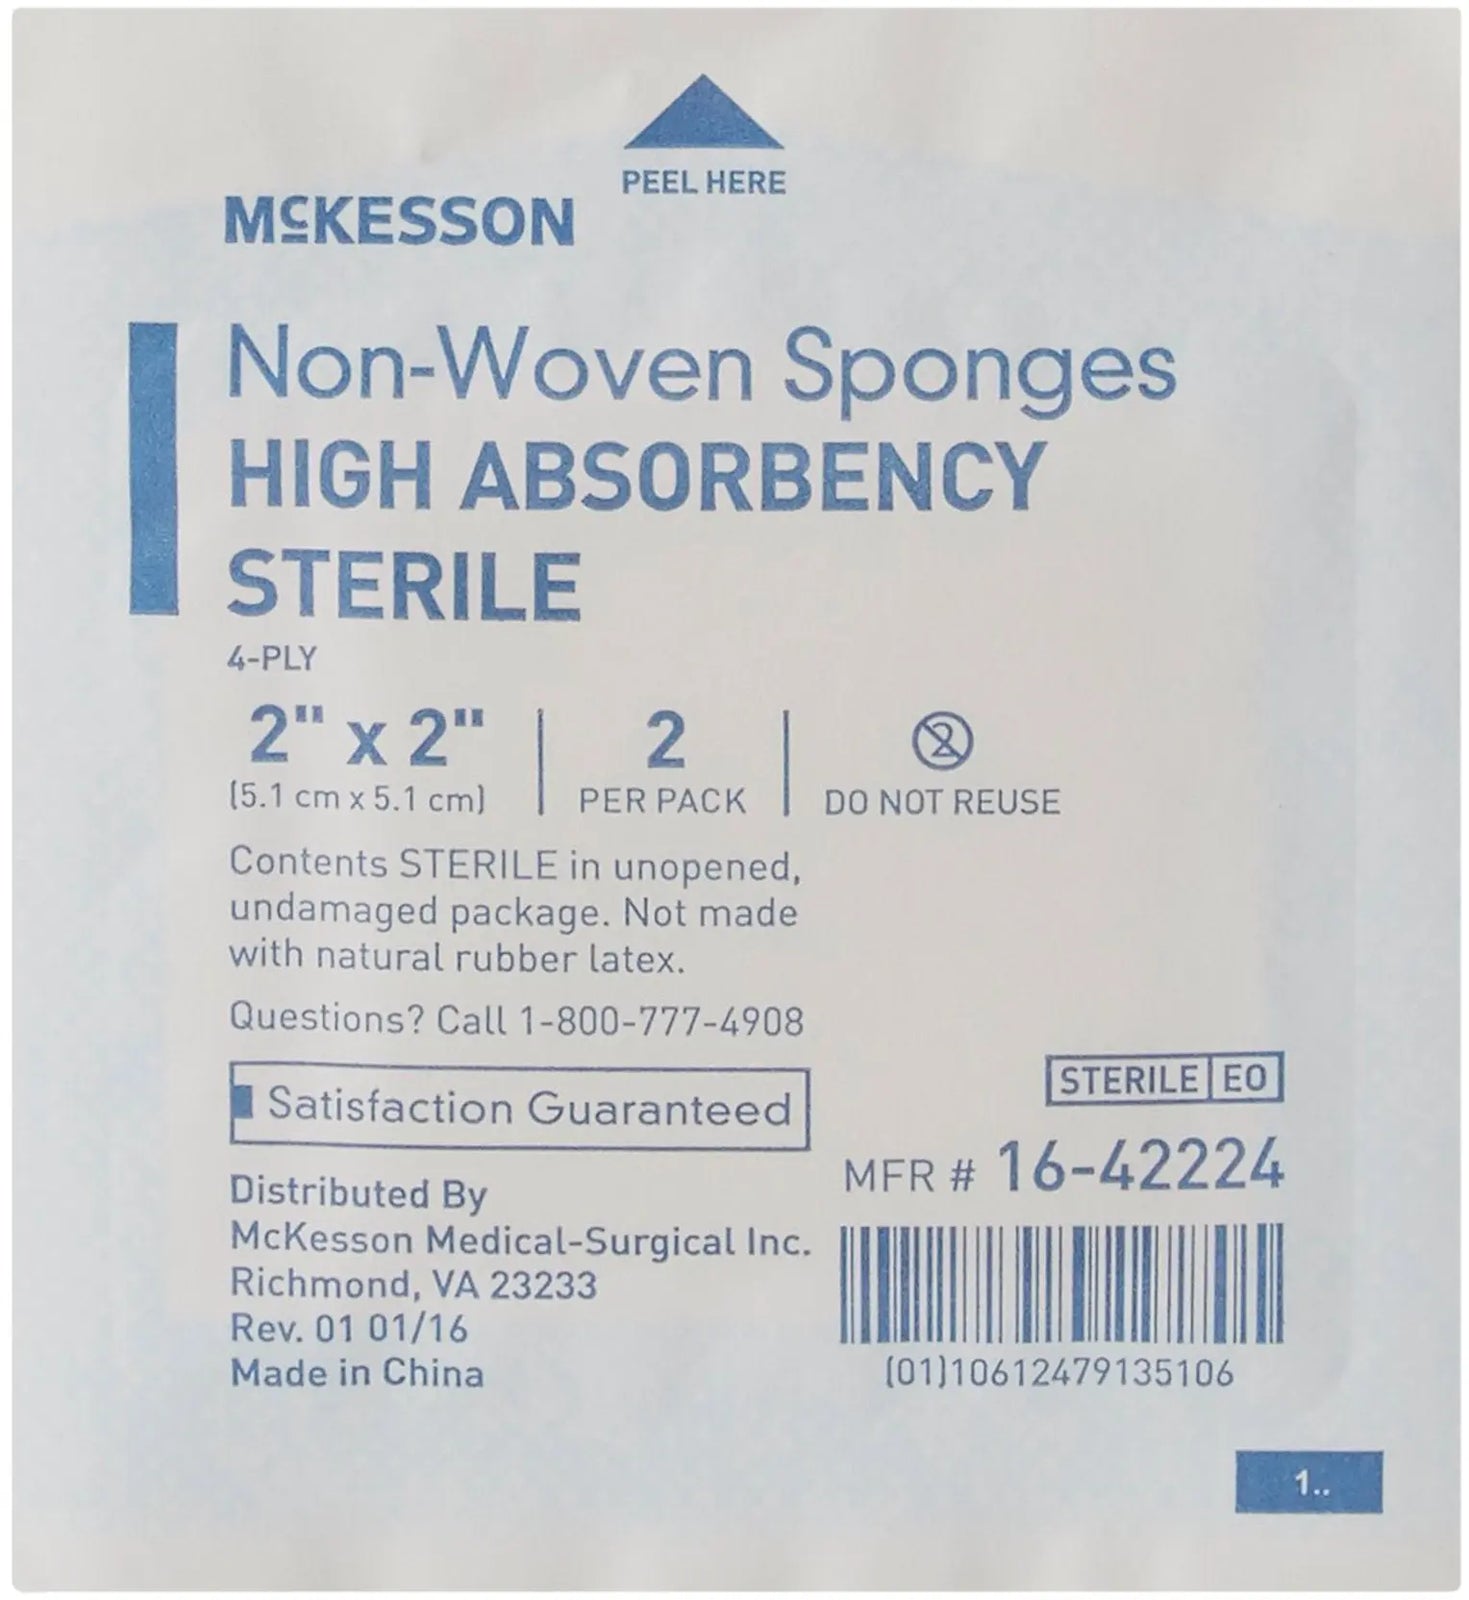 PEEL HERE
McKESSON
Non-Woven Sponges
HIGH ABSORBENCY
STERILE
4-PLY
2" x 2"
(5.1 cm x 5.1 cm)
2
PER PACK
2
DO NOT REUSE
Contents STERILE in unopened,
undamaged package. Not made
with natural rubber latex.
Questions? Call 1-800-777-4908
Satisfaction Guaranteed
STERILE EO
MFR # 16-42224
Distributed By
McKesson Medical-Surgical Inc.
Richmond, VA 23233
Rev. 01 01/16
Made in China
(01)10612479135106
1..